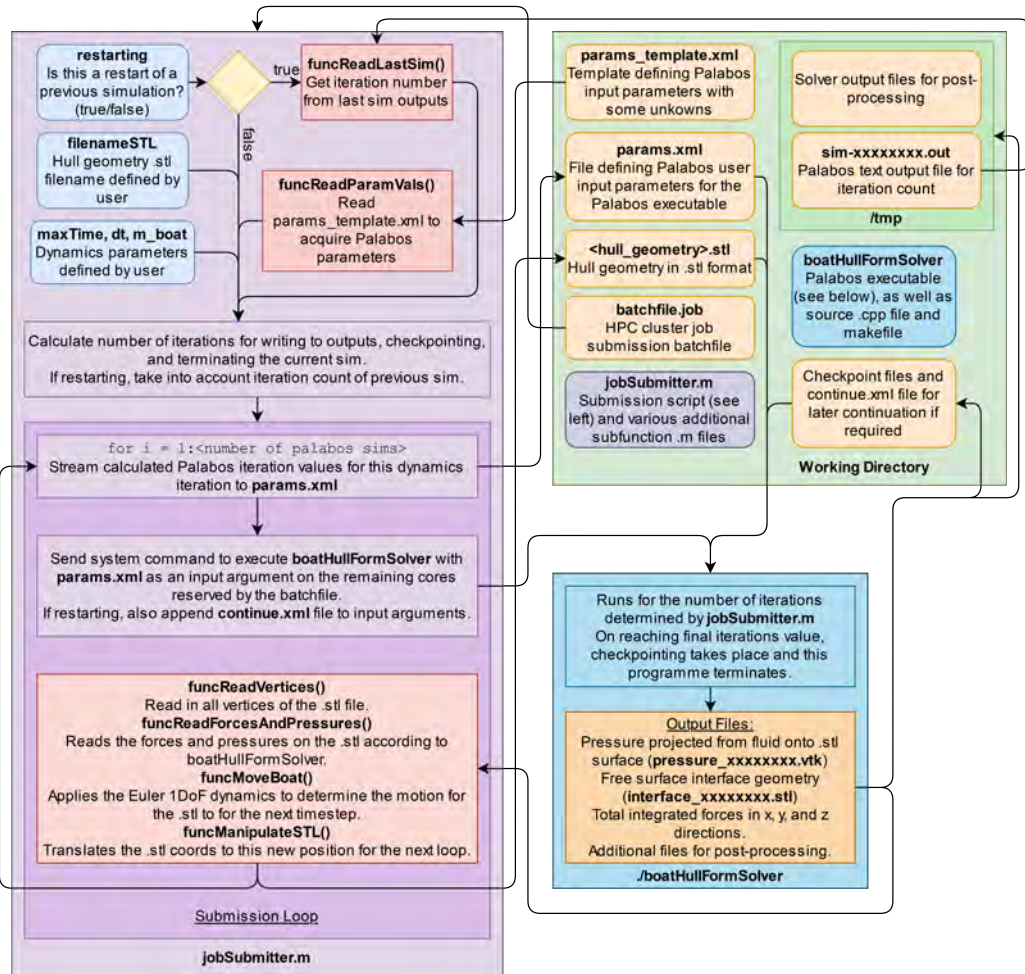 restarting
Is this a restart of a
previous simulation?
(true/false)
true
false
funcReadLastSim()
Get iteration number
from last sim outputs
filenameSTL
Hull geometry .stl
filename defined by
user
funcReadParamVals()
Read
params_template.xml to
acquire Palabos
parameters
maxTime, dt, m_boat
Dynamics parameters
defined by user
Calculate number of iterations for writing to outputs, checkpointing,
and terminating the current sim.
If restarting, take into account iteration count of previous sim.
for i = 1:<number of palabos sims>
Stream calculated Palabos iteration values for this dynamics
iteration to params.xml
Send system command to execute boatHullFormSolver with
params.xml as an input argument on the remaining cores
reserved by the batchfile.
If restarting, also append continue.xml file to input arguments.
funcReadVertices()
Read in all vertices of the .stl file.
funcReadForcesAndPressures()
Reads the forces and pressures on the .stl according to
boatHullFormSolver.
funcMoveBoat()
Applies the Euler 1DoF dynamics to determine the motion for
the .stl to for the next timestep.
funcManipulateSTL()
Translates the .stl coords to this new position for the next loop.
Submission Loop
jobSubmitter.m
params_template.xml
Template defining Palabos
input parameters with
some unkowns
params.xml
File defining Palabos user
input parameters for the
Palabos executable
<hull_geometry>.stl
Hull geometry in .stl format
batchfile.job
HPC cluster job
submission batchfile
jobSubmitter.m
Submission script (see
left) and various additional
subfunction .m files
Solver output files for post-
processing
sim-xxxxxxxx.out
Palabos text output file for
iteration count
/tmp
boatHullFormSolver
Palabos executable
(see below), as well as
source .cpp file and
makefile
Checkpoint files and
continue.xml file for
later continuation if
required
Working Directory
Runs for the number of iterations
determined by jobSubmitter.m
On reaching final iterations value,
checkpointing takes place and this
programme terminates.
Output Files:
Pressure projected from fluid onto .stl
surface (pressure_xxxxxxxx.vtk)
Free surface interface geometry
(interface_xxxxxxxx.stl)
Total integrated forces in x, y, and z
directions.
Additional files for post-processing.
./boatHullFormSolver